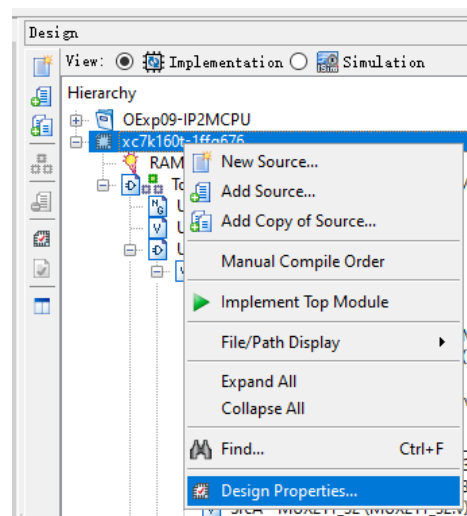 Design
View: Implementation Simulation
Hierarchy
OExp09-IP2MCPU
xc7k160t-1ffg676
RAM
New Source...
Add Source...
Add Copy of Source...
Manual Compile Order
Implement Top Module
File/Path Display
Expand All
Collapse All
Find... Ctrl+F
Design Properties...